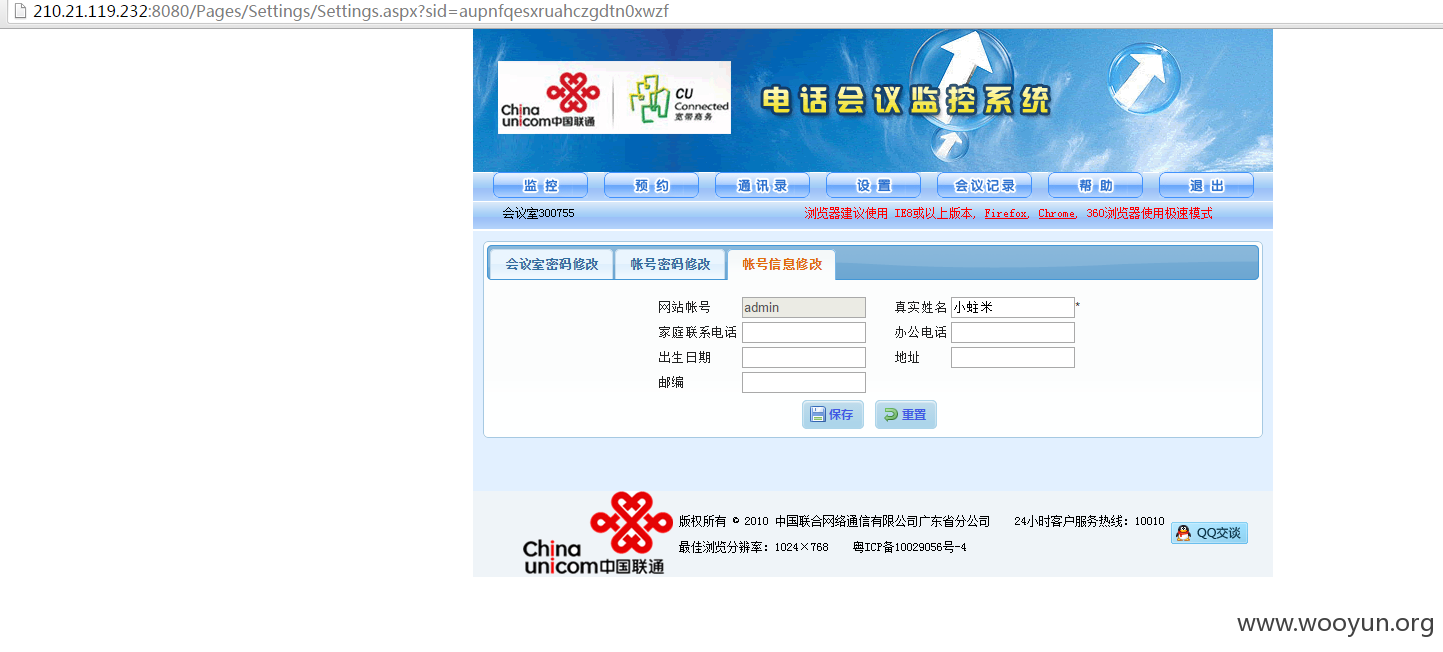 210.21.119.232:8080/Pages/Settings/Settings.aspx?sid=aupnfqesxruahczgdtn0xwzf
China unicom中国联通 CU Connected 宽带商务 电话会议监控系统
监控 预约 通讯录 设置 会议记录 帮助 退出
会议室300755 浏览器建议使用 IE8或以上版本, Firefox, Chrome, 360浏览器使用极速模式
会议室密码修改 帐号密码修改 帐号信息修改
网站帐号 admin 真实姓名 小蛀米*
家庭联系电话 办公电话
出生日期 地址
邮编
保存 重置
版权所有 © 2010 中国联合网络通信有限公司广东省分公司 24小时客户服务热线：10010 QQ交谈
最佳浏览分辨率：1024×768 粤ICP备10029056号-4
China unicom中国联通
www.wooyun.org